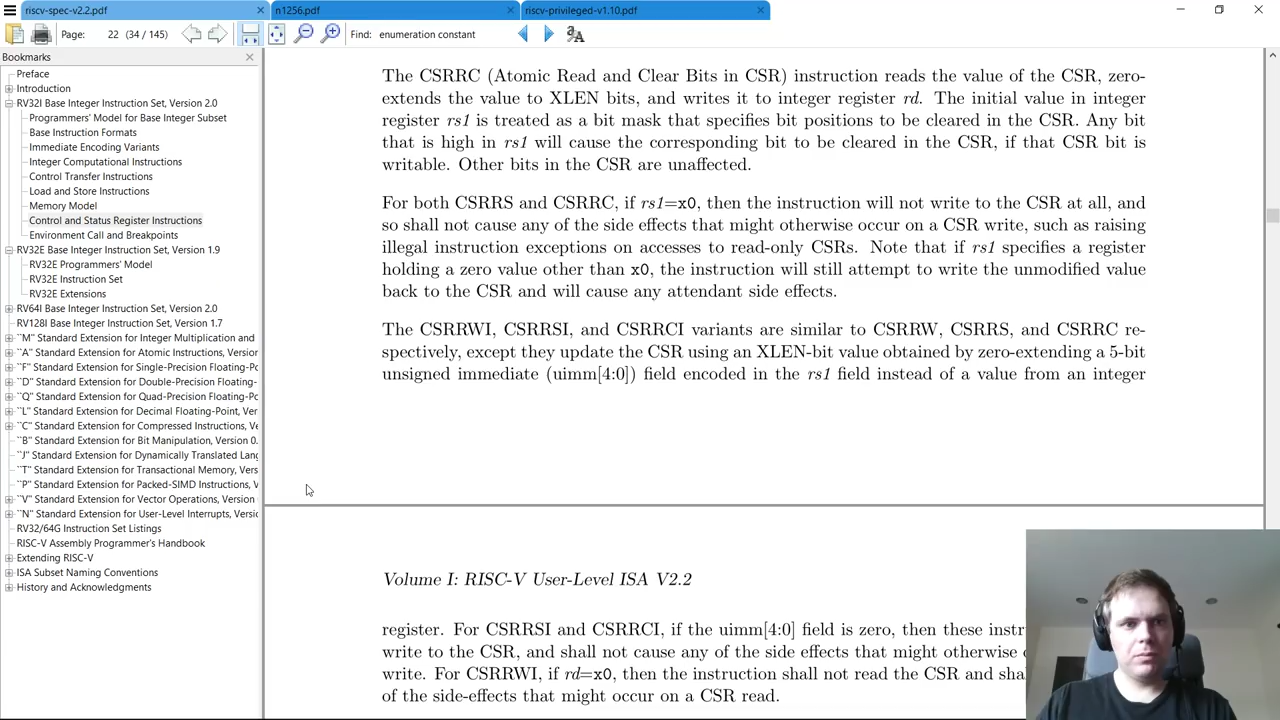 riscv-spec-v2.2.pdf
n1256.pdf
riscv-privileged-v1.10.pdf
Page: 22 (34 / 145) Find: enumeration constant
Bookmarks
Preface
Introduction
RV32I Base Integer Instruction Set, Version 2.0
Programmers' Model for Base Integer Subset
Base Instruction Formats
Immediate Encoding Variants
Integer Computational Instructions
Control Transfer Instructions
Load and Store Instructions
Memory Model
Control and Status Register Instructions
Environment Call and Breakpoints
RV32E Base Integer Instruction Set, Version 1.9
RV32E Programmers' Model
RV32E Instruction Set
RV32E Extensions
RV64I Base Integer Instruction Set, Version 2.0
RV128I Base Integer Instruction Set, Version 1.7
``M'' Standard Extension for Integer Multiplication and
``A'' Standard Extension for Atomic Instructions, Version
``F'' Standard Extension for Single-Precision Floating-Po
``D'' Standard Extension for Double-Precision Floating-
``Q'' Standard Extension for Quad-Precision Floating-Po
``L'' Standard Extension for Decimal Floating-Point, Ver
``C'' Standard Extension for Compressed Instructions, Ve
``B'' Standard Extension for Bit Manipulation, Version 0.
``J'' Standard Extension for Dynamically Translated Lang
``T'' Standard Extension for Transactional Memory, Vers
``P'' Standard Extension for Packed-SIMD Instructions, V
``V'' Standard Extension for Vector Operations, Version
``N'' Standard Extension for User-Level Interrupts, Versio
RV32/64G Instruction Set Listings
RISC-V Assembly Programmer's Handbook
Extending RISC-V
ISA Subset Naming Conventions
History and Acknowledgments
The CSRRC (Atomic Read and Clear Bits in CSR) instruction reads the value of the CSR, zero-
extends the value to XLEN bits, and writes it to integer register rd. The initial value in integer
register rs1 is treated as a bit mask that specifies bit positions to be cleared in the CSR. Any bit
that is high in rs1 will cause the corresponding bit to be cleared in the CSR, if that CSR bit is
writable. Other bits in the CSR are unaffected.
For both CSRRS and CSRRC, if rs1=x0, then the instruction will not write to the CSR at all, and
so shall not cause any of the side effects that might otherwise occur on a CSR write, such as raising
illegal instruction exceptions on accesses to read-only CSRs. Note that if rs1 specifies a register
holding a zero value other than x0, the instruction will still attempt to write the unmodified value
back to the CSR and will cause any attendant side effects.
The CSRRWI, CSRRSI, and CSRRCI variants are similar to CSRRW, CSRRS, and CSRRC re-
spectively, except they update the CSR using an XLEN-bit value obtained by zero-extending a 5-bit
unsigned immediate (uimm[4:0]) field encoded in the rs1 field instead of a value from an integer
Volume I: RISC-V User-Level ISA V2.2
register. For CSRRSI and CSRRCI, if the uimm[4:0] field is zero, then these instr
write to the CSR, and shall not cause any of the side effects that might otherwise
write. For CSRRWI, if rd=x0, then the instruction shall not read the CSR and sha
of the side-effects that might occur on a CSR read.